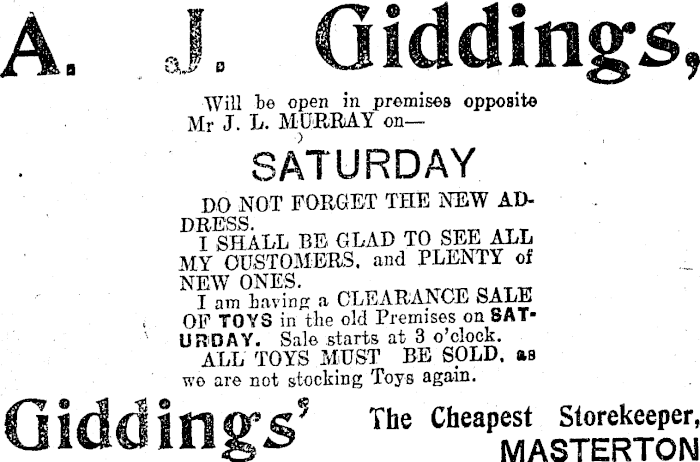 A. J. Giddings,
Will be open in premises opposite
Mr J. L. MURRAY on—
SATURDAY
DO NOT FORGET THE NEW AD-
DRESS.
I SHALL BE GLAD TO SEE ALL
MY CUSTOMERS, and PLENTY of
NEW ONES.
I am having a CLEARANCE SALE
OF TOYS in the old Premises on SAT-
URDAY. Sale starts at 3 o'clock.
ALL TOYS MUST BE SOLD, as
we are not stocking Toys again.
Giddings' The Cheapest Storekeeper,
MASTERTON